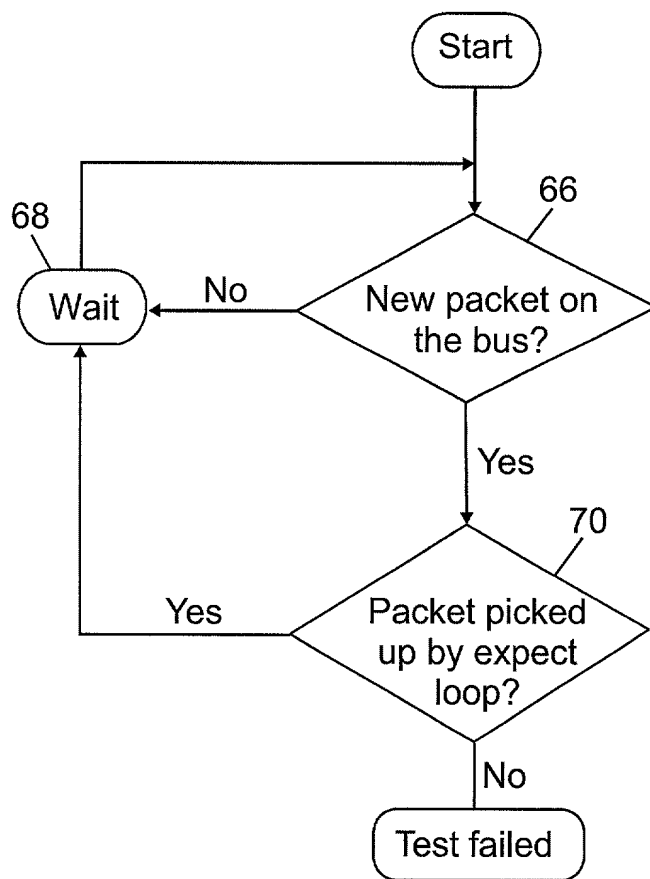 Start
68
66
Wait
No
New packet on
the bus?
Yes
70
Yes
Packet picked
up by expect
loop?
No
Test failed